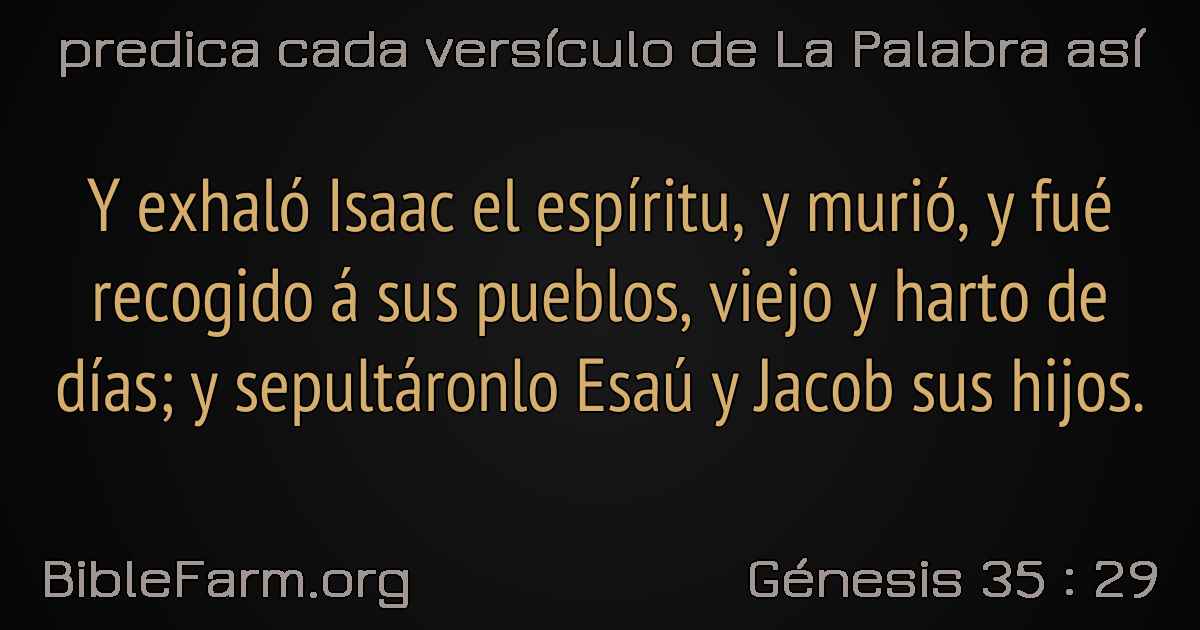 predica cada versículo de La Palabra así
Y exhaló Isaac el espíritu, y murió, y fué
recogido á sus pueblos, viejo y harto de
días; y sepultáronlo Esaú y Jacob sus hijos.
BibleFarm.org
Génesis 35 : 29